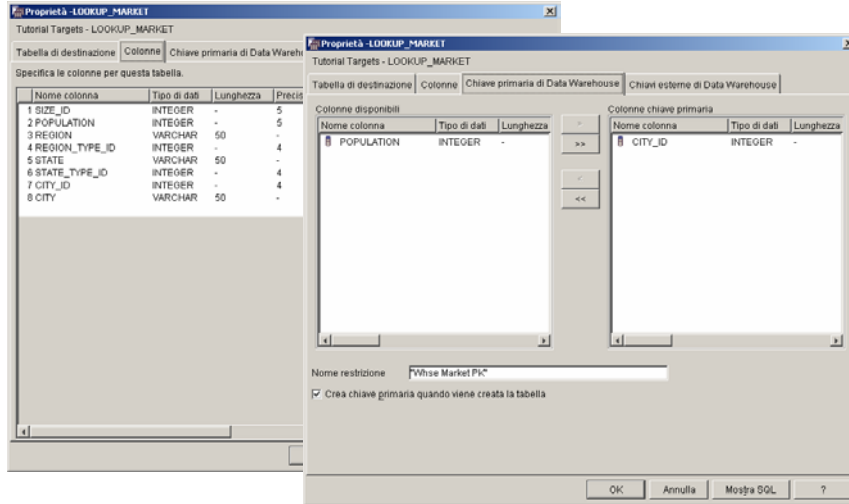 Proprietà -LOOKUP_MARKET
Tutorial Targets - LOOKUP_MARKET
Tabella di destinazione Colonne Chiave primaria di Data Wareh
Specifica le colonne per questa tabella.
Nome colonna Tipo di dati Lunghezza Precis
1 SIZE_ID INTEGER - 5
2 POPULATION INTEGER - 5
3 REGION VARCHAR 50 -
4 REGION_TYPE_ID INTEGER - 4
5 STATE VARCHAR 50 -
6 STATE_TYPE_ID INTEGER - 4
7 CITY_ID INTEGER - 4
8 CITY VARCHAR 50 -
Proprietà -LOOKUP_MARKET
Tutorial Targets - LOOKUP_MARKET
Tabella di destinazione Colonne Chiave primaria di Data Warehouse Chiavi esterne di Data Warehouse
Colonne disponibili
Nome colonna Tipo di dati Lunghezza
POPULATION INTEGER -
>
>>
<
<<
Colonne chiave primaria
Nome colonna Tipo di dati Lunghezza
CITY_ID INTEGER -
Nome restrizione "Whse Market PK"
Crea chiave primaria quando viene creata la tabella
OK Annulla Mostra SQL ?